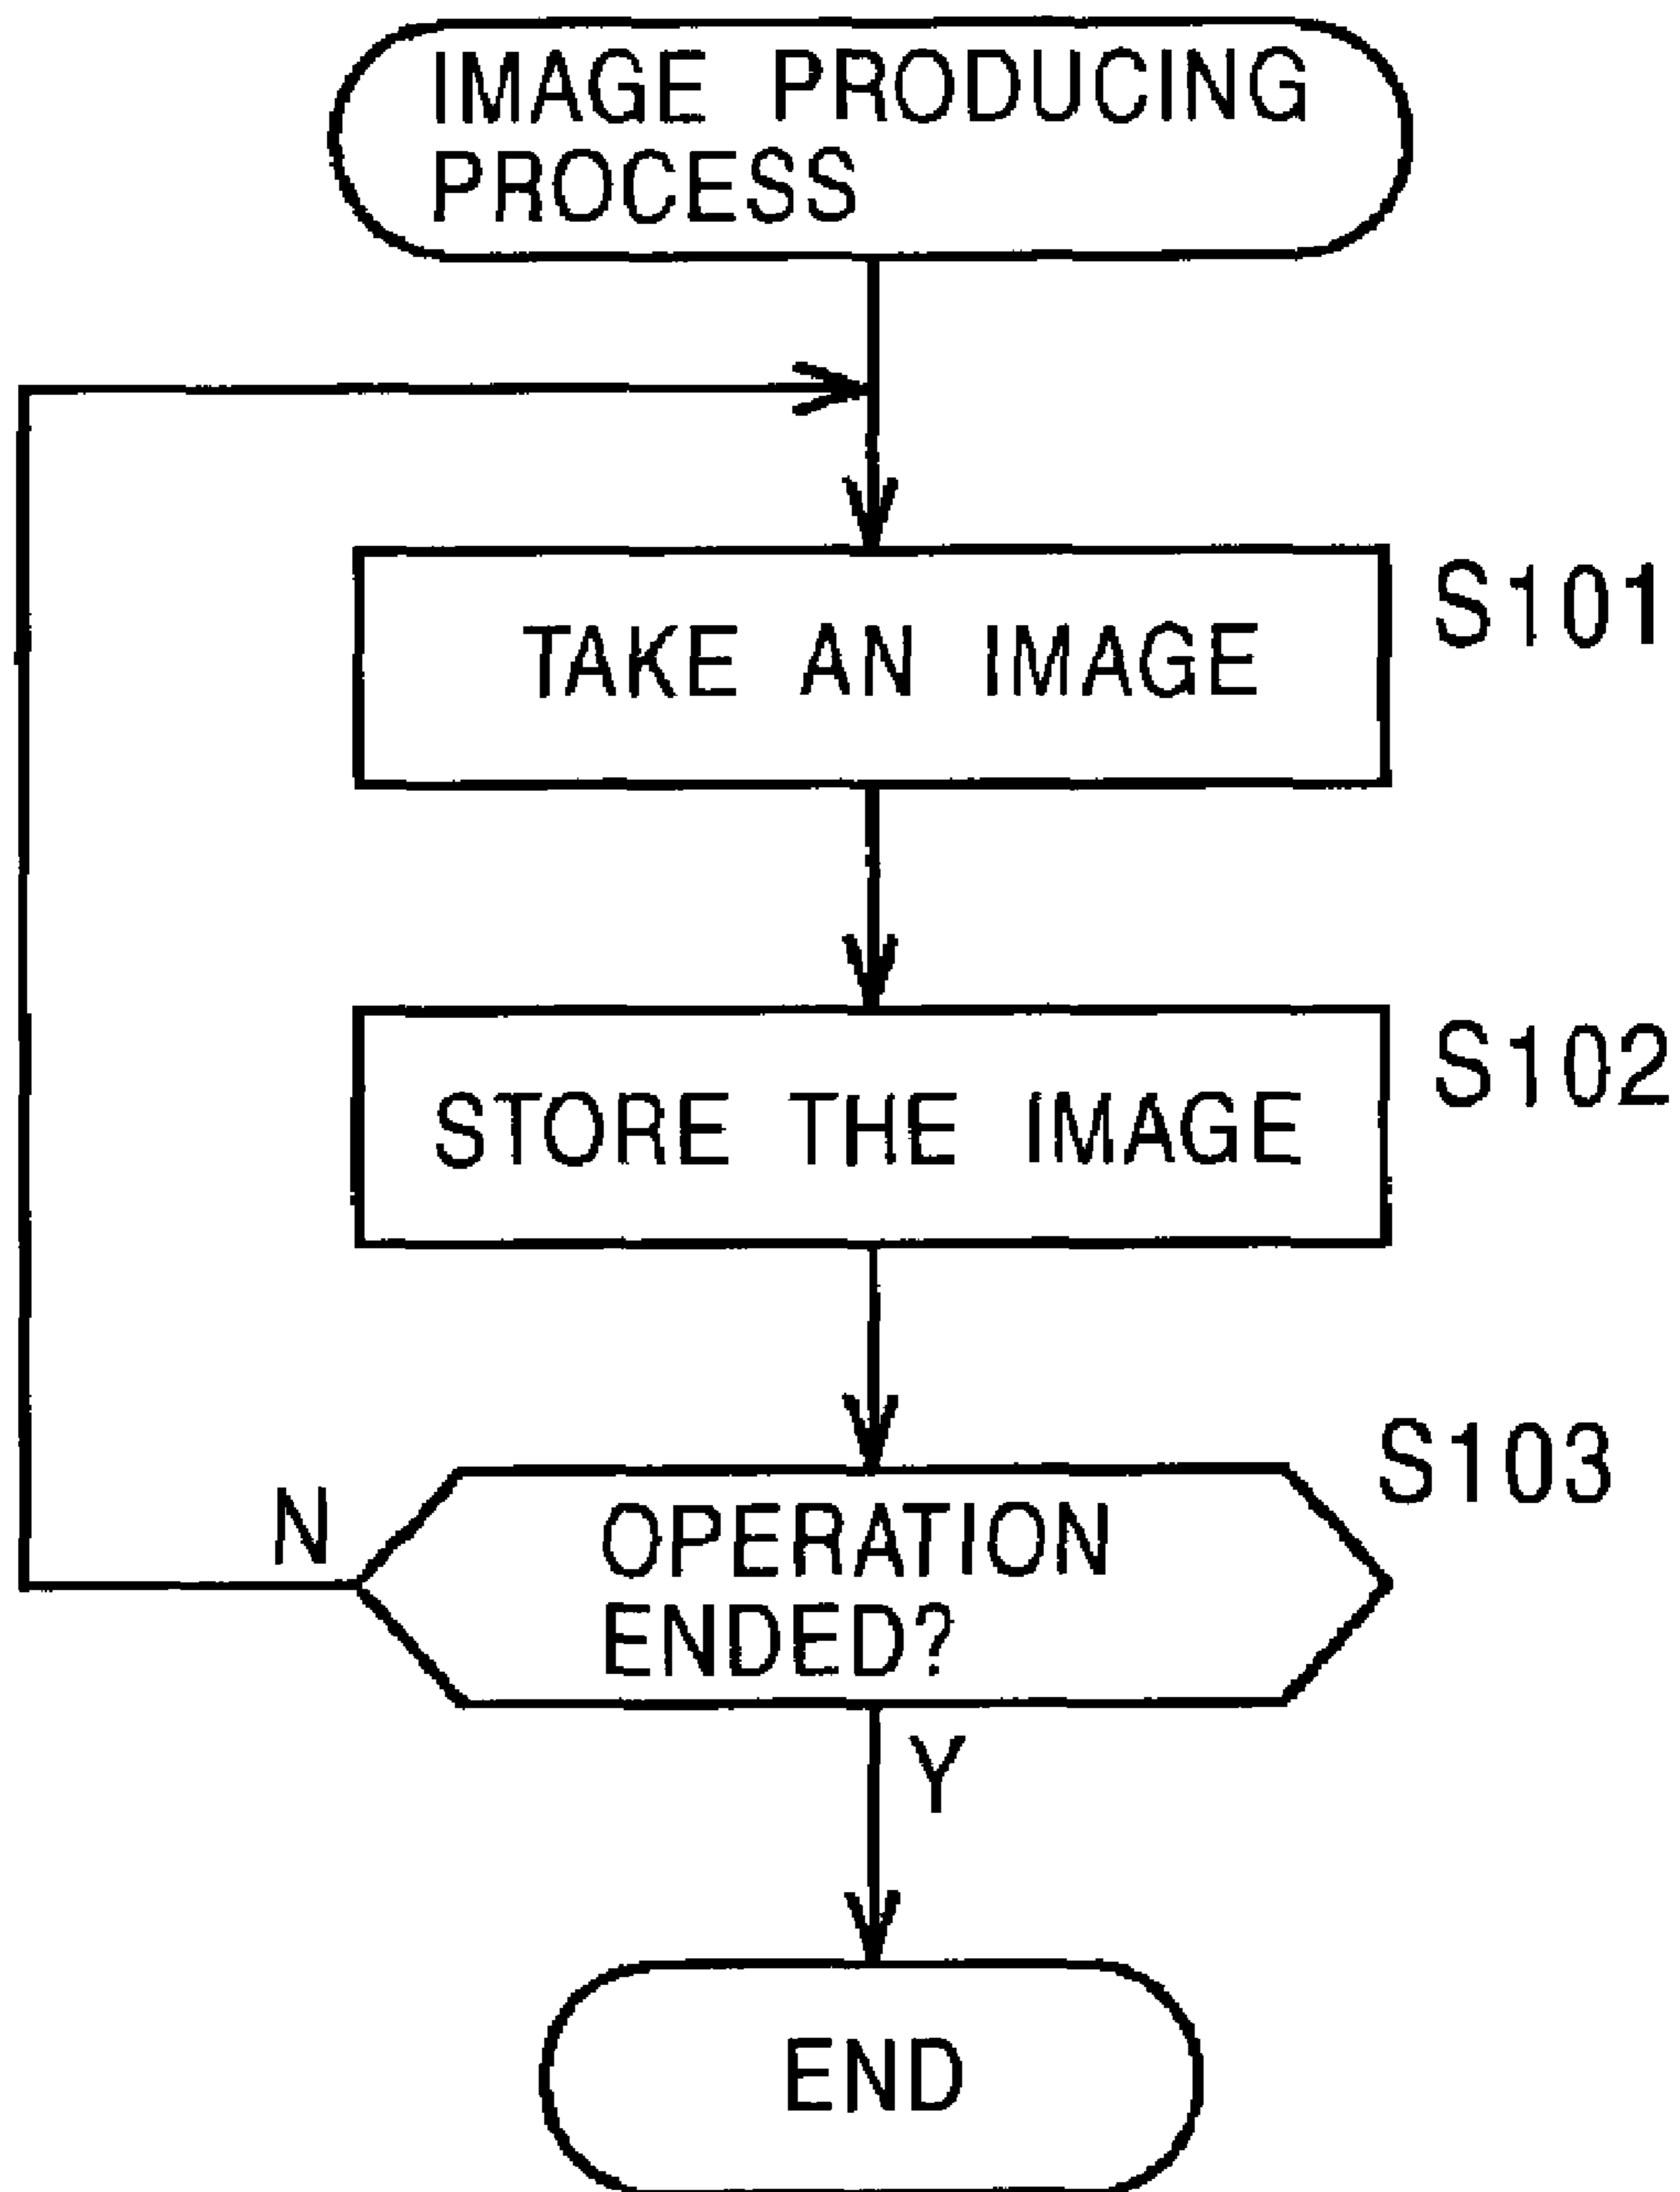 IMAGE PRODUCING
PROCESS
TAKE AN IMAGE
S101
STORE THE IMAGE
S102
S103
OPERATION
ENDED?
N
Y
END